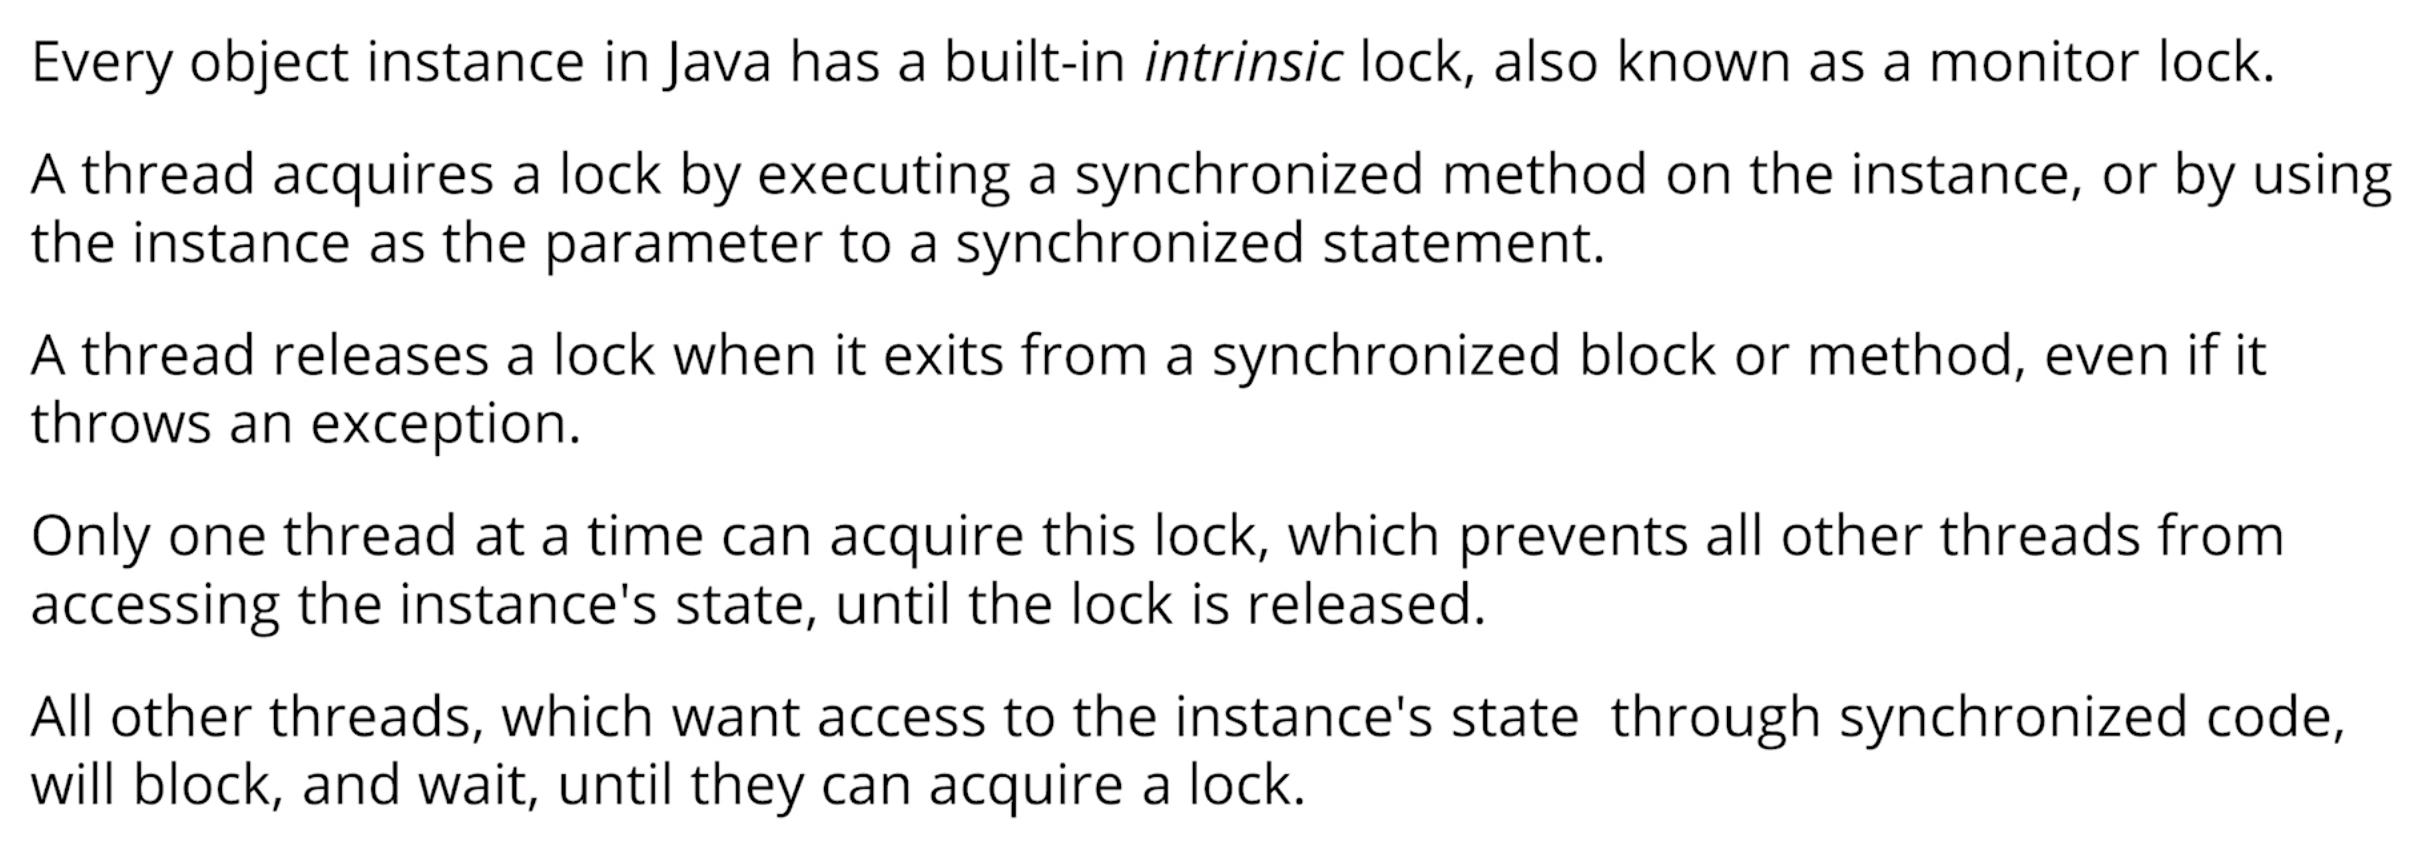 Every object instance in Java has a built-in intrinsic lock, also known as a monitor lock.
A thread acquires a lock by executing a synchronized method on the instance, or by using
the instance as the parameter to a synchronized statement.
A thread releases a lock when it exits from a synchronized block or method, even if it
throws an exception.
Only one thread at a time can acquire this lock, which prevents all other threads from
accessing the instance's state, until the lock is released.
All other threads, which want access to the instance's state  through synchronized code,
will block, and wait, until they can acquire a lock.